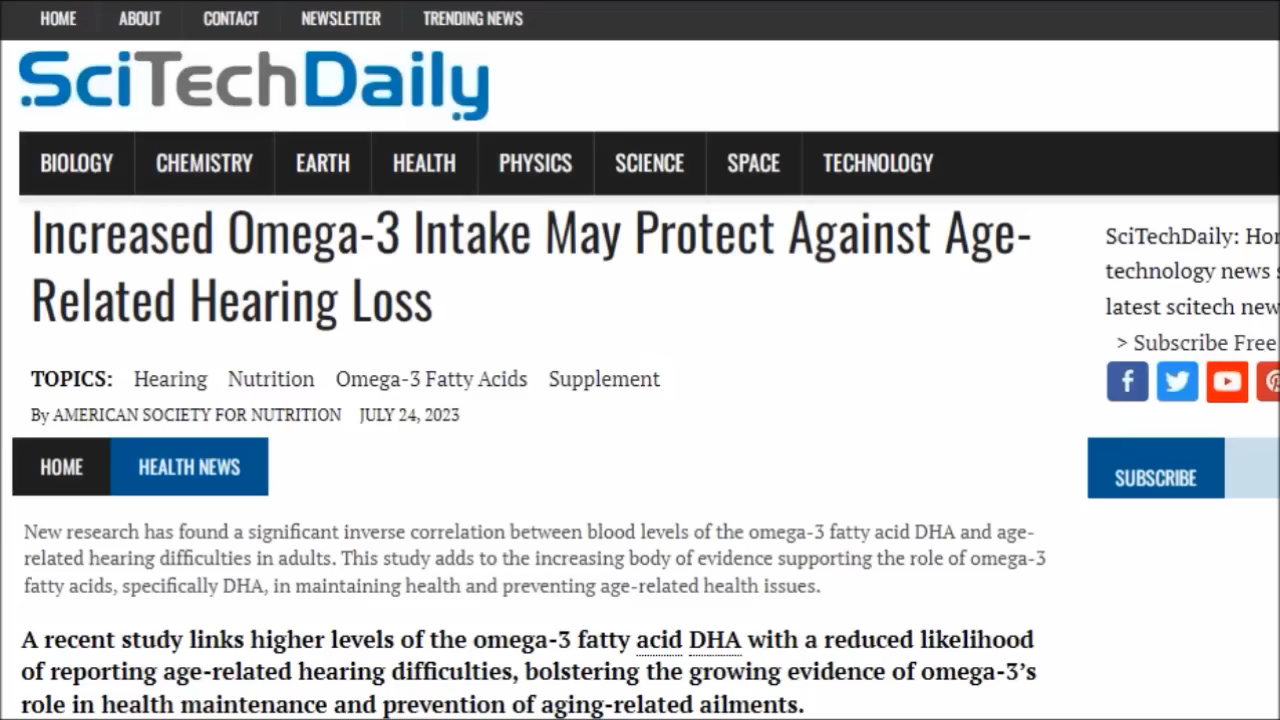 HOME ABOUT CONTACT NEWSLETTER TRENDING NEWS
SciTechDaily
BIOLOGY CHEMISTRY EARTH HEALTH PHYSICS SCIENCE SPACE TECHNOLOGY
Increased Omega-3 Intake May Protect Against Age-
Related Hearing Loss
TOPICS: Hearing Nutrition Omega-3 Fatty Acids Supplement
By AMERICAN SOCIETY FOR NUTRITION JULY 24, 2023
HOME HEALTH NEWS
New research has found a significant inverse correlation between blood levels of the omega-3 fatty acid DHA and age-
related hearing difficulties in adults. This study adds to the increasing body of evidence supporting the role of omega-3
fatty acids, specifically DHA, in maintaining health and preventing age-related health issues.
A recent study links higher levels of the omega-3 fatty acid DHA with a reduced likelihood
of reporting age-related hearing difficulties, bolstering the growing evidence of omega-3’s
role in health maintenance and prevention of aging-related ailments.
SciTechDaily:
technology news
latest scitech
> Subscribe Free
SUBSCRIBE